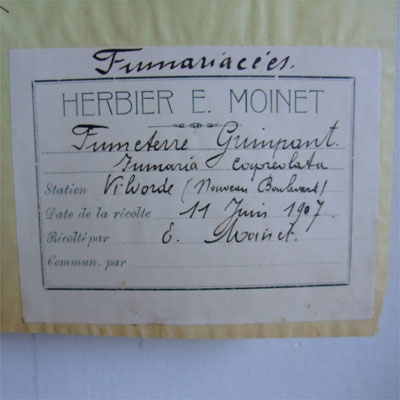 Fumariacées.
HERBIER E. MOINET
Fumeterre Grimpant.
Fumaria capreolata
Station Vilvorde (Nouveau Boulevard)
Date de la récolte 11 Juin 1907.
Récolté par E. Moinet.
Commun. par